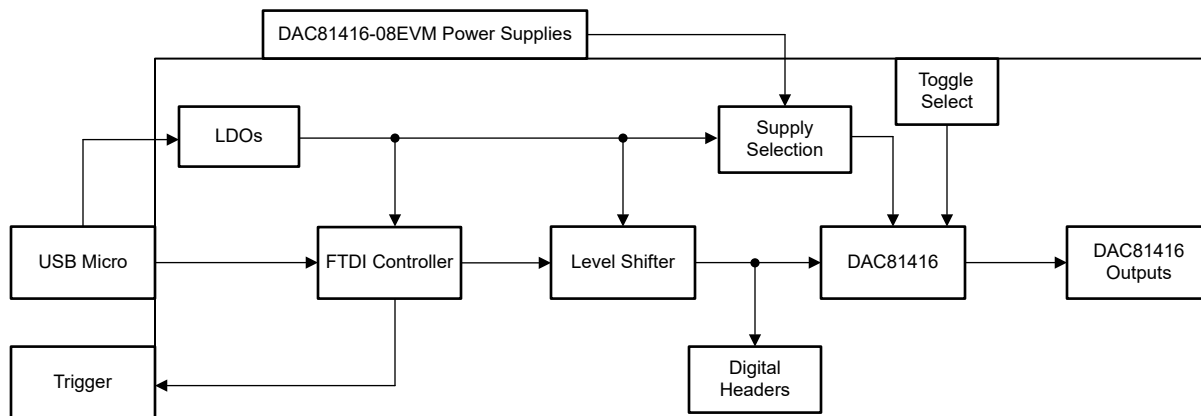 DAC81416-08EVM Power Supplies
Toggle
Select
LDOs
Supply
Selection
USB Micro
FTDI Controller
Level Shifter
DAC81416
DAC81416
Outputs
Trigger
Digital
Headers